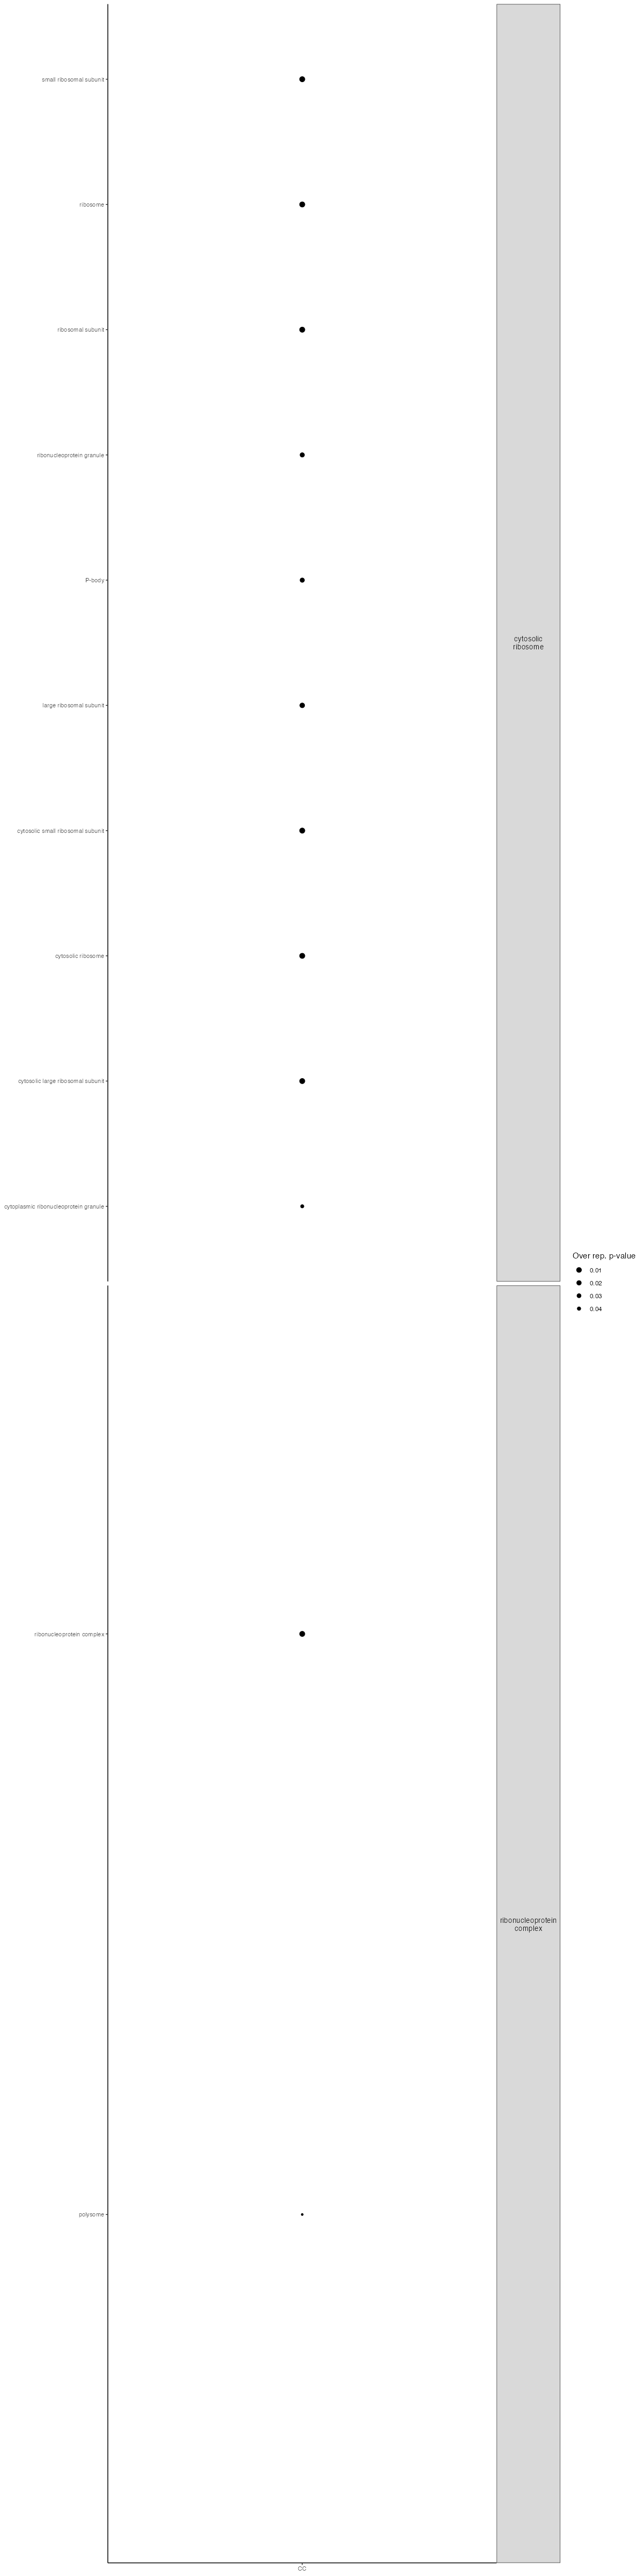 small ribosomal subunit
ribosome
ribosomal subunit
ribonucleoprotein granule
P-body
large ribosomal subunit
cytosolic small ribosomal subunit
cytosolic ribosome
cytosolic large ribosomal subunit
cytoplasmic ribonucleoprotein granule
cytosolic
ribosome
Over rep. p-value
0.01
0.02
0.03
0.04
ribonucleoprotein complex
polysome
ribonucleoprotein
complex
CC